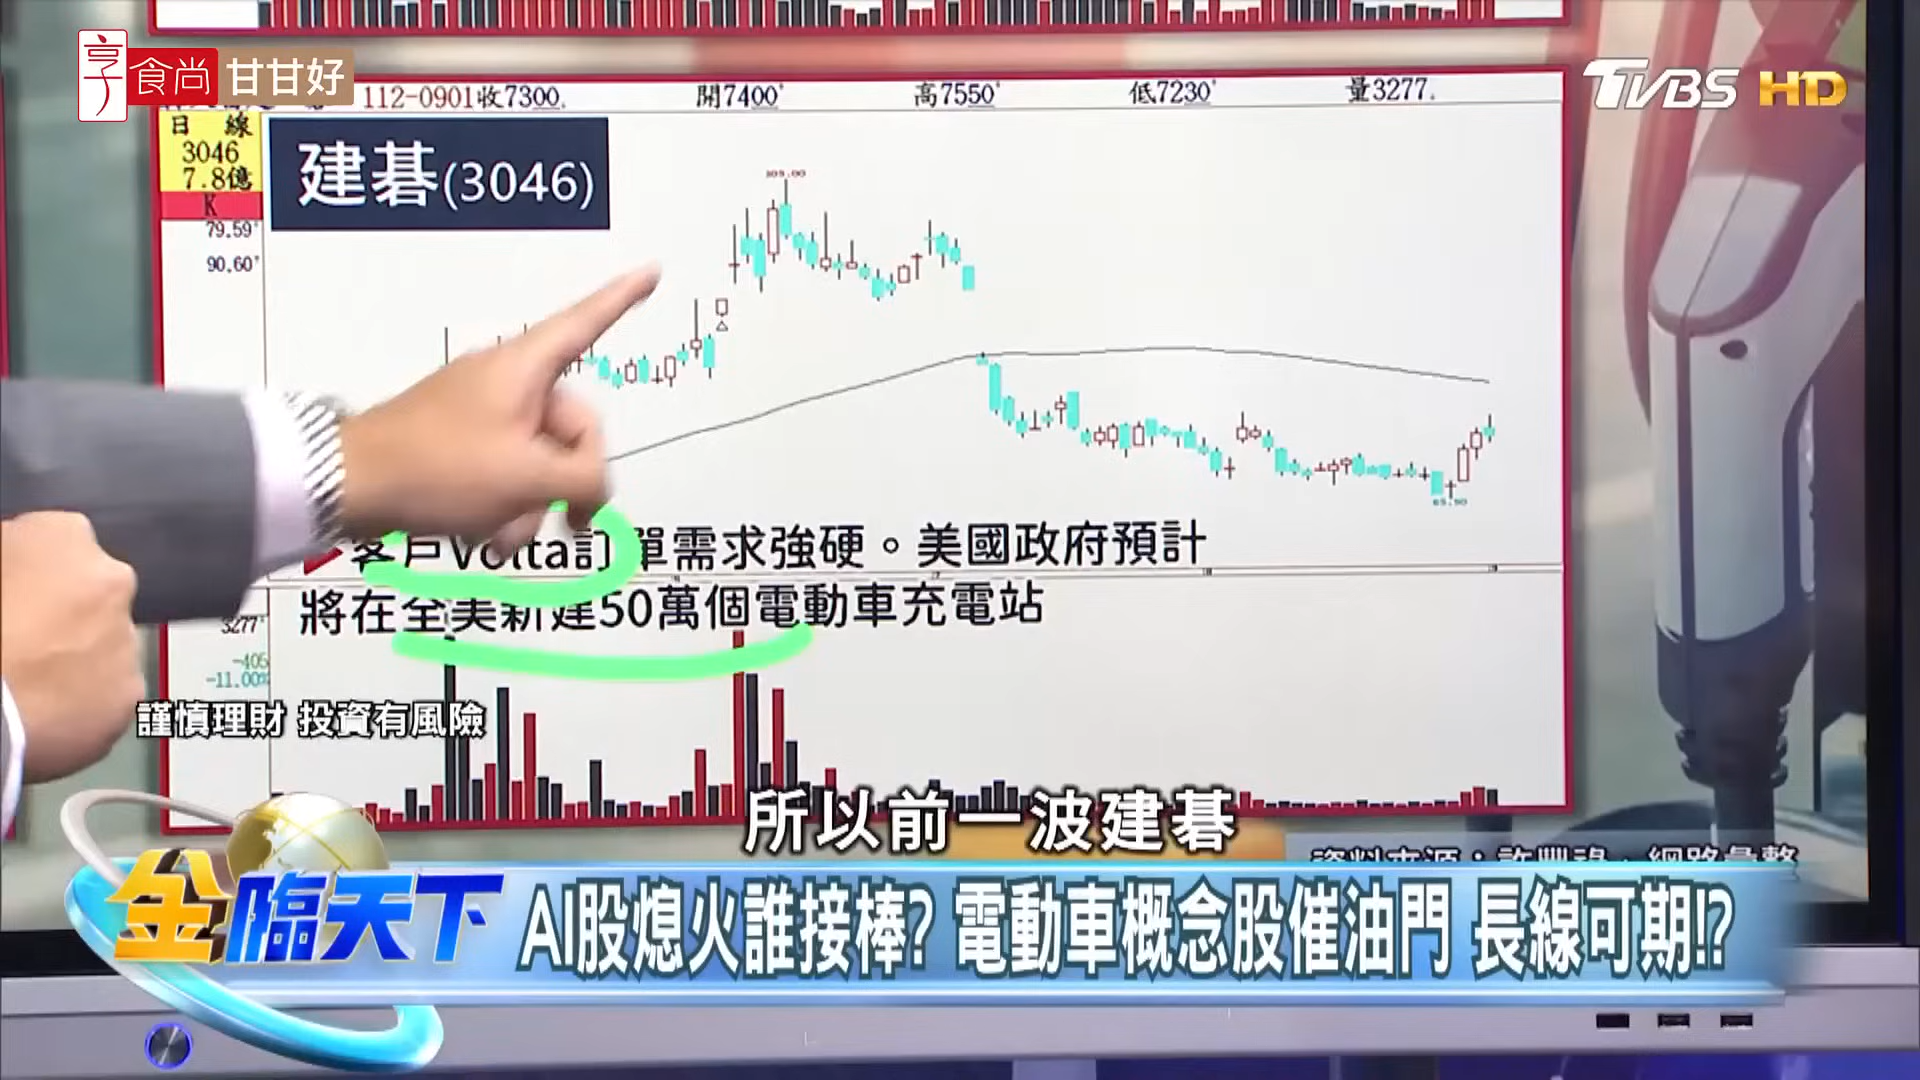 享 食尚 甘甘好
TVBS HD
112-0901收7300. 開7400 高7550 低7230 量3277.
日 線
3046
7.8億
K
79.59
90.60
建碁(3046)
客戶Volta訂單需求強硬。美國政府預計
將在全美新建50萬個電動車充電站
3277
-405
-11.00%
謹慎理財 投資有風險
所以前一波建碁
金臨天下
AI股熄火誰接棒? 電動車概念股催油門 長線可期!?